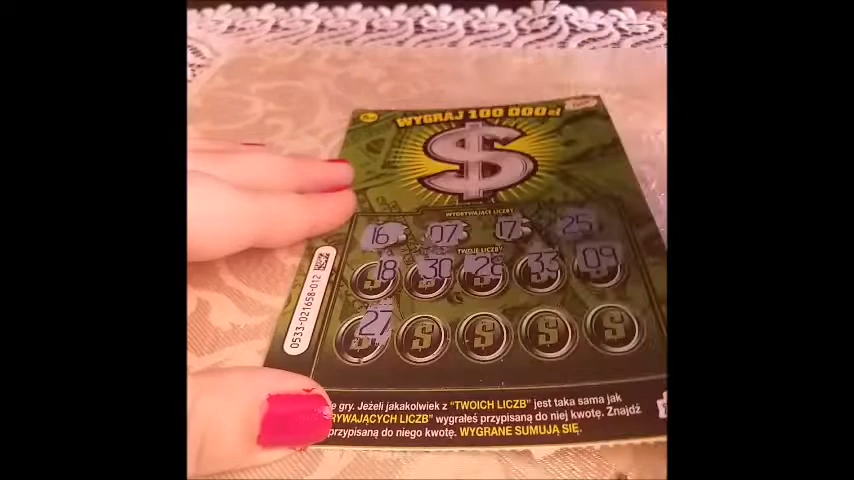 WYGRAJ 100 000 zł
$
WYGRYWAJĄCE LICZBY
16 07 17 25
TWOJE LICZBY
18 30 28 33 09
27 $ $ $ $
0533-021658-012
gry. Jeżeli jakakolwiek z "TWOICH LICZB" jest taka sama jak
RYWAJĄCYCH LICZB" wygrałeś przypisaną do niej kwotę. Znajdź
przypisaną do niego kwotę. WYGRANE SUMUJĄ SIĘ.